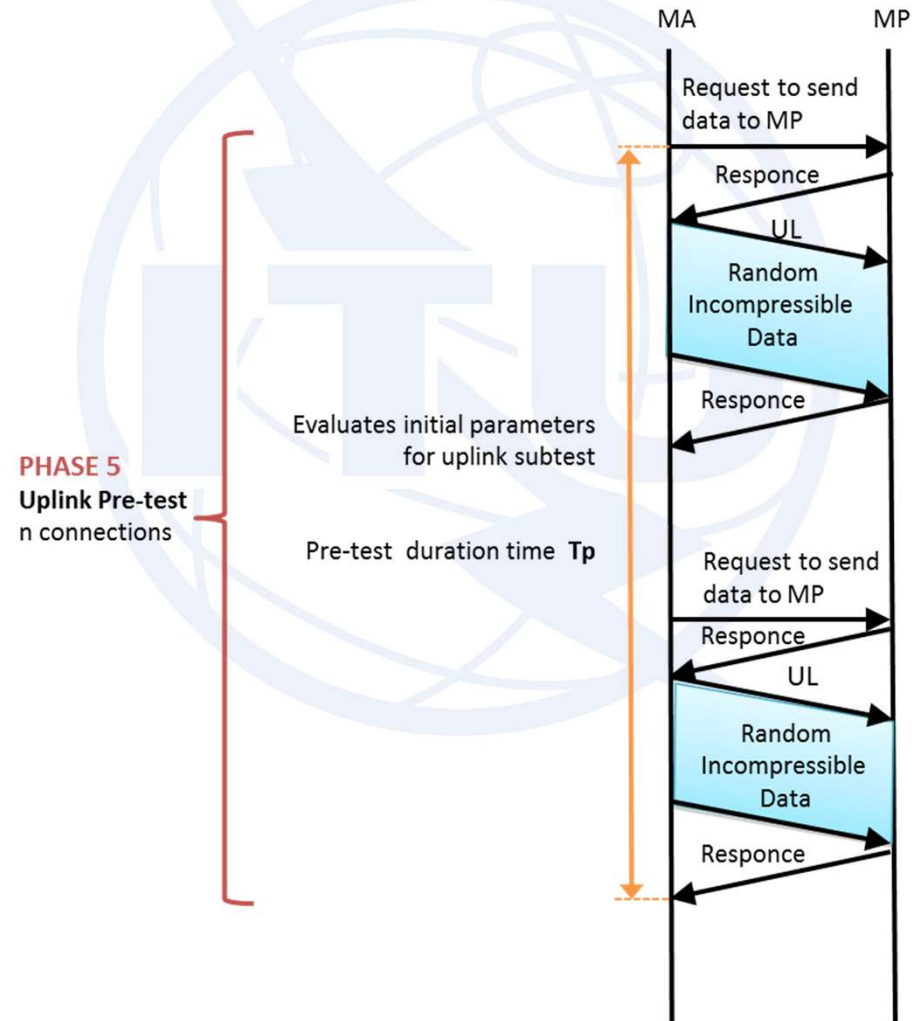 MA
MP
Request to send
data to MP
Responce
UL
Random
Incompressible
Data
Responce
Evaluates initial parameters
for uplink subtest
PHASE 5
Uplink Pre-test
n connections
Pre-test duration time Tp
Request to send
data to MP
Responce
UL
Random
Incompressible
Data
Responce
ITU